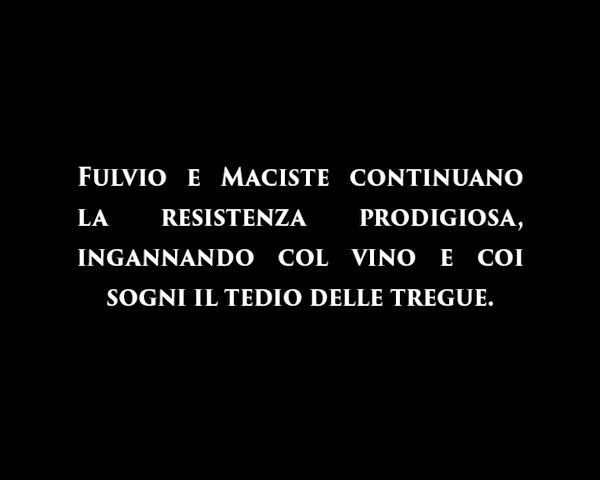 Fulvio e Maciste continuano
la resistenza prodigiosa,
ingannando col vino e coi
sogni il tedio delle tregue.